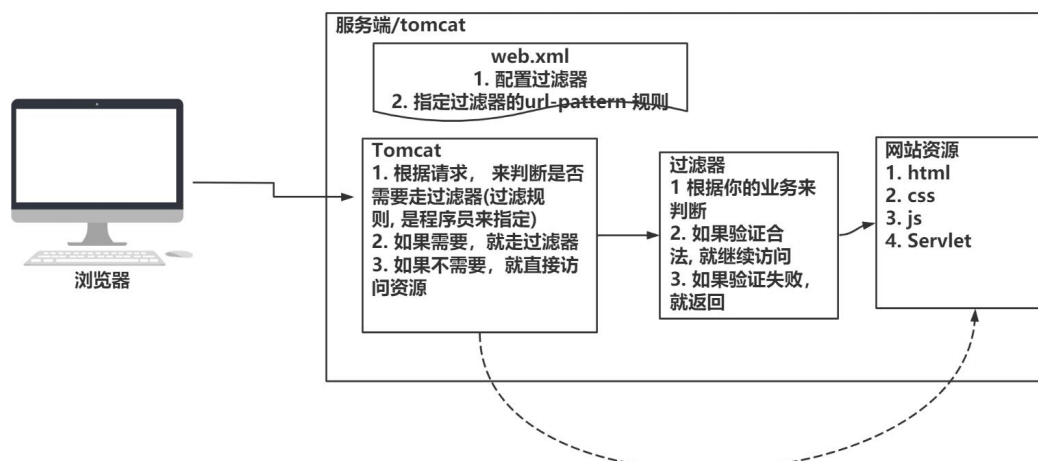 服务端/tomcat
web.xml
1. 配置过滤器
2. 指定过滤器的url-pattern 规则
浏览器
Tomcat
1. 根据请求， 来判断是否
需要走过滤器(过滤规
则, 是程序员来指定)
2. 如果需要，就走过滤器
3. 如果不需要，就直接访
问资源
过滤器
1 根据你的业务来
判断
2. 如果验证合
法, 就继续访问
3. 如果验证失败，
就返回
网站资源
1. html
2. css
3. js
4. Servlet